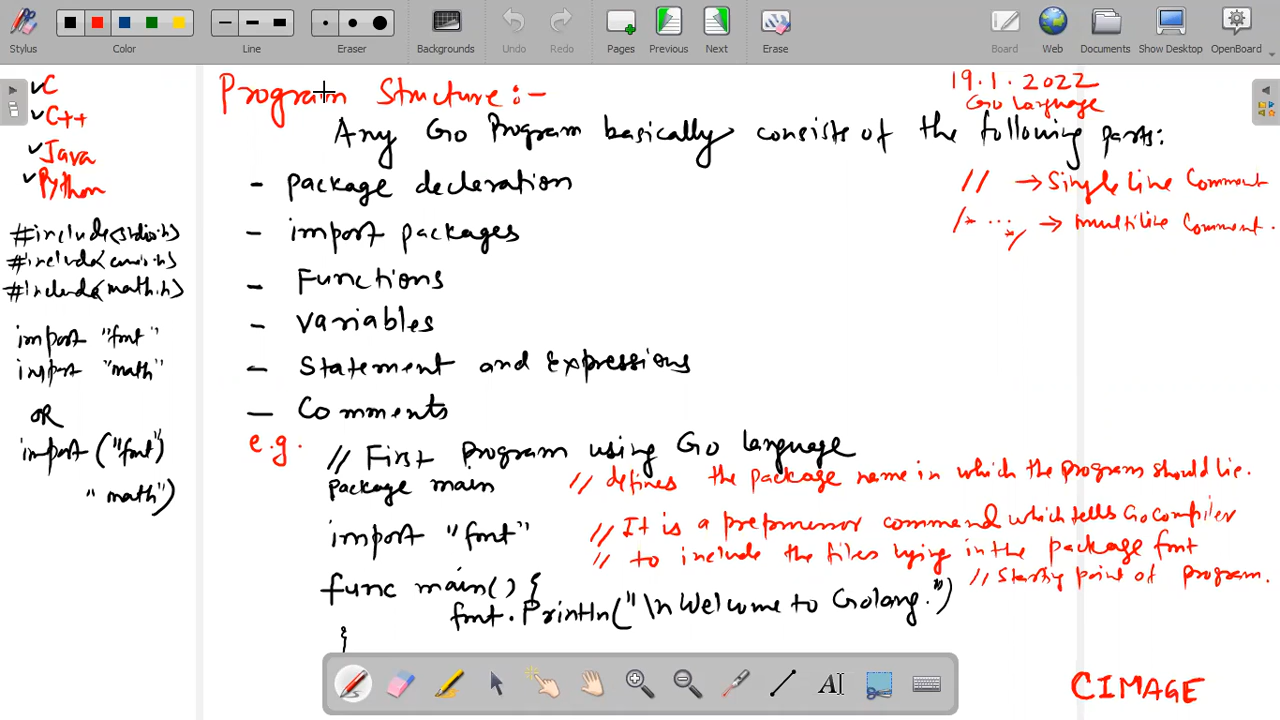 Stylus
Color
Line
Eraser
Backgrounds
Undo
Redo
Pages
Previous
Next
Erase
Board
Web
Documents
Show Desktop
OpenBoard
C
C++
Java
Python
#include<stdio.h>
#include<conio.h>
#include<math.h>
import "fmt"
import "math"
OR
import ("fmt")
"math")
19.1.2022
Go language
Program Structure:-
Any Go Program basically consists of the following parts:
- package decleration
- import packages
- Functions
- Variables
- Statement and Expressions
- Comments
// → Single Line Comment
/* ... */ → multiline Comment.
e.g.
// First Program using Go language
package main // defines the package name in which the program should lie.
import "fmt" // It is a preprocessor command which tells Go Compiler
// to include the files lying in the package fmt
func main() { // Starting point of program.
fmt.Println("\nWelcome to Golang.")
}
CIMAGE